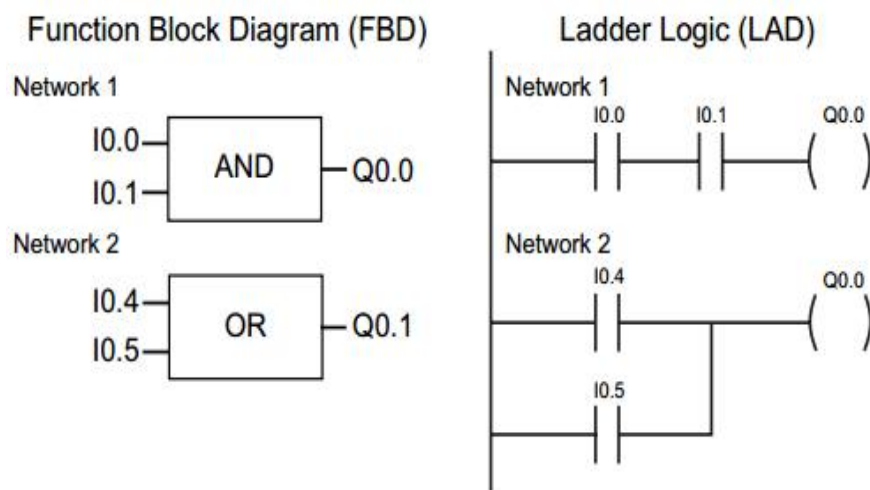 Function Block Diagram (FBD)
Network 1
I0.0
I0.1
AND
Q0.0
Network 2
I0.4
I0.5
OR
Q0.1
Ladder Logic (LAD)
Network 1
I0.0 I0.1 Q0.0
Network 2
I0.4 Q0.0
I0.5